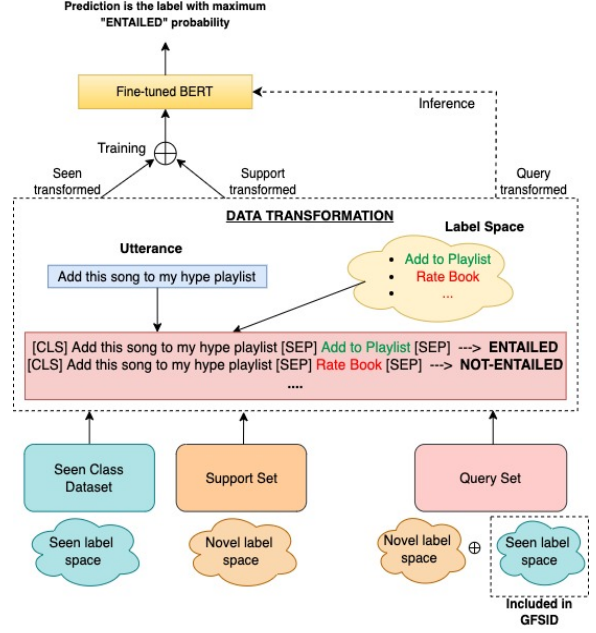 Prediction is the label with maximum
"ENTAILED" probability
Fine-tuned BERT
Inference
Training
Seen
transformed
Support
transformed
Query
transformed
DATA TRANSFORMATION
Utterance
Add this song to my hype playlist
Label Space
• Add to Playlist
• Rate Book
• ...
[CLS] Add this song to my hype playlist [SEP] Add to Playlist [SEP] ---> ENTAILED
[CLS] Add this song to my hype playlist [SEP] Rate Book [SEP] ---> NOT-ENTAILED
....
Seen Class
Dataset
Support Set
Query Set
Seen label
space
Novel label
space
Novel label
space
⊕
Seen label
space
Included in
GFSID